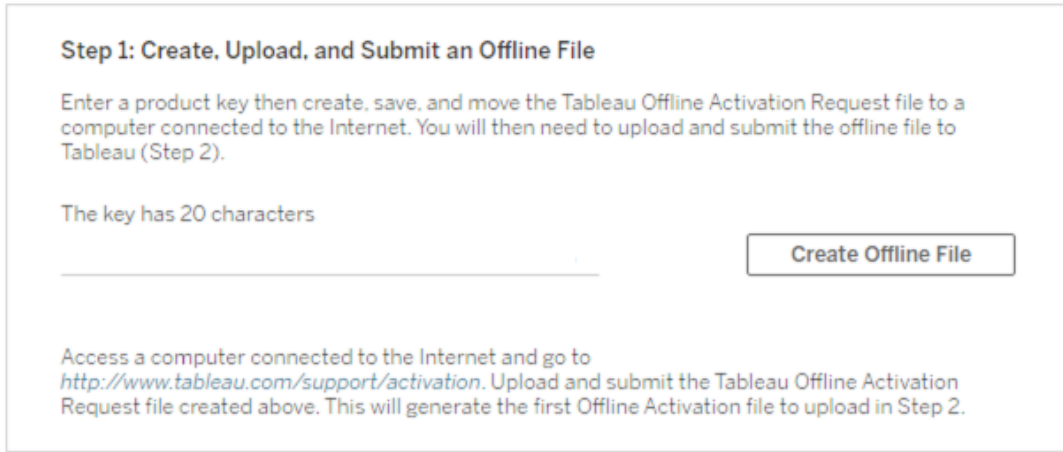 Step 1: Create, Upload, and Submit an Offline File
Enter a product key then create, save, and move the Tableau Offline Activation Request file to a
computer connected to the Internet. You will then need to upload and submit the offline file to
Tableau (Step 2).
The key has 20 characters
Create Offline File
Access a computer connected to the Internet and go to
http://www.tableau.com/support/activation. Upload and submit the Tableau Offline Activation
Request file created above. This will generate the first Offline Activation file to upload in Step 2.